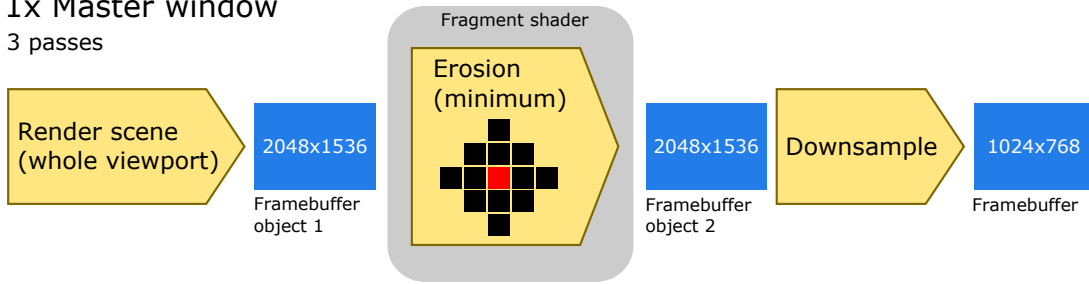 1x Master window
3 passes
Fragment shader
Render scene
(whole viewport)
2048x1536
Framebuffer
object 1
Erosion
(minimum)
2048x1536
Framebuffer
object 2
Downsample
1024x768
Framebuffer